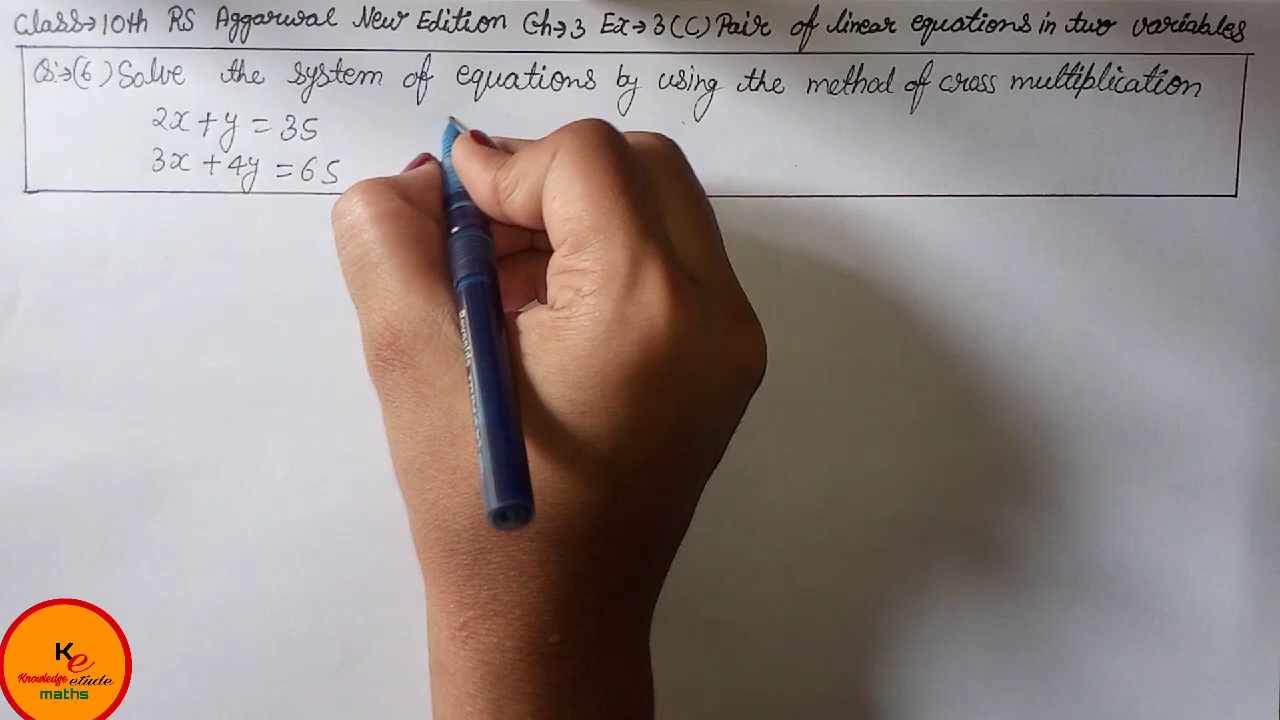 Class→10th RS Aggarwal New Edition Ch→3 Ex→3(C) Pair of linear equations in two variables
Q:→(6) Solve the system of equations by using the method of cross multiplication
2x + y = 35
3x + 4y = 65
Ke
Knowledge etude
maths